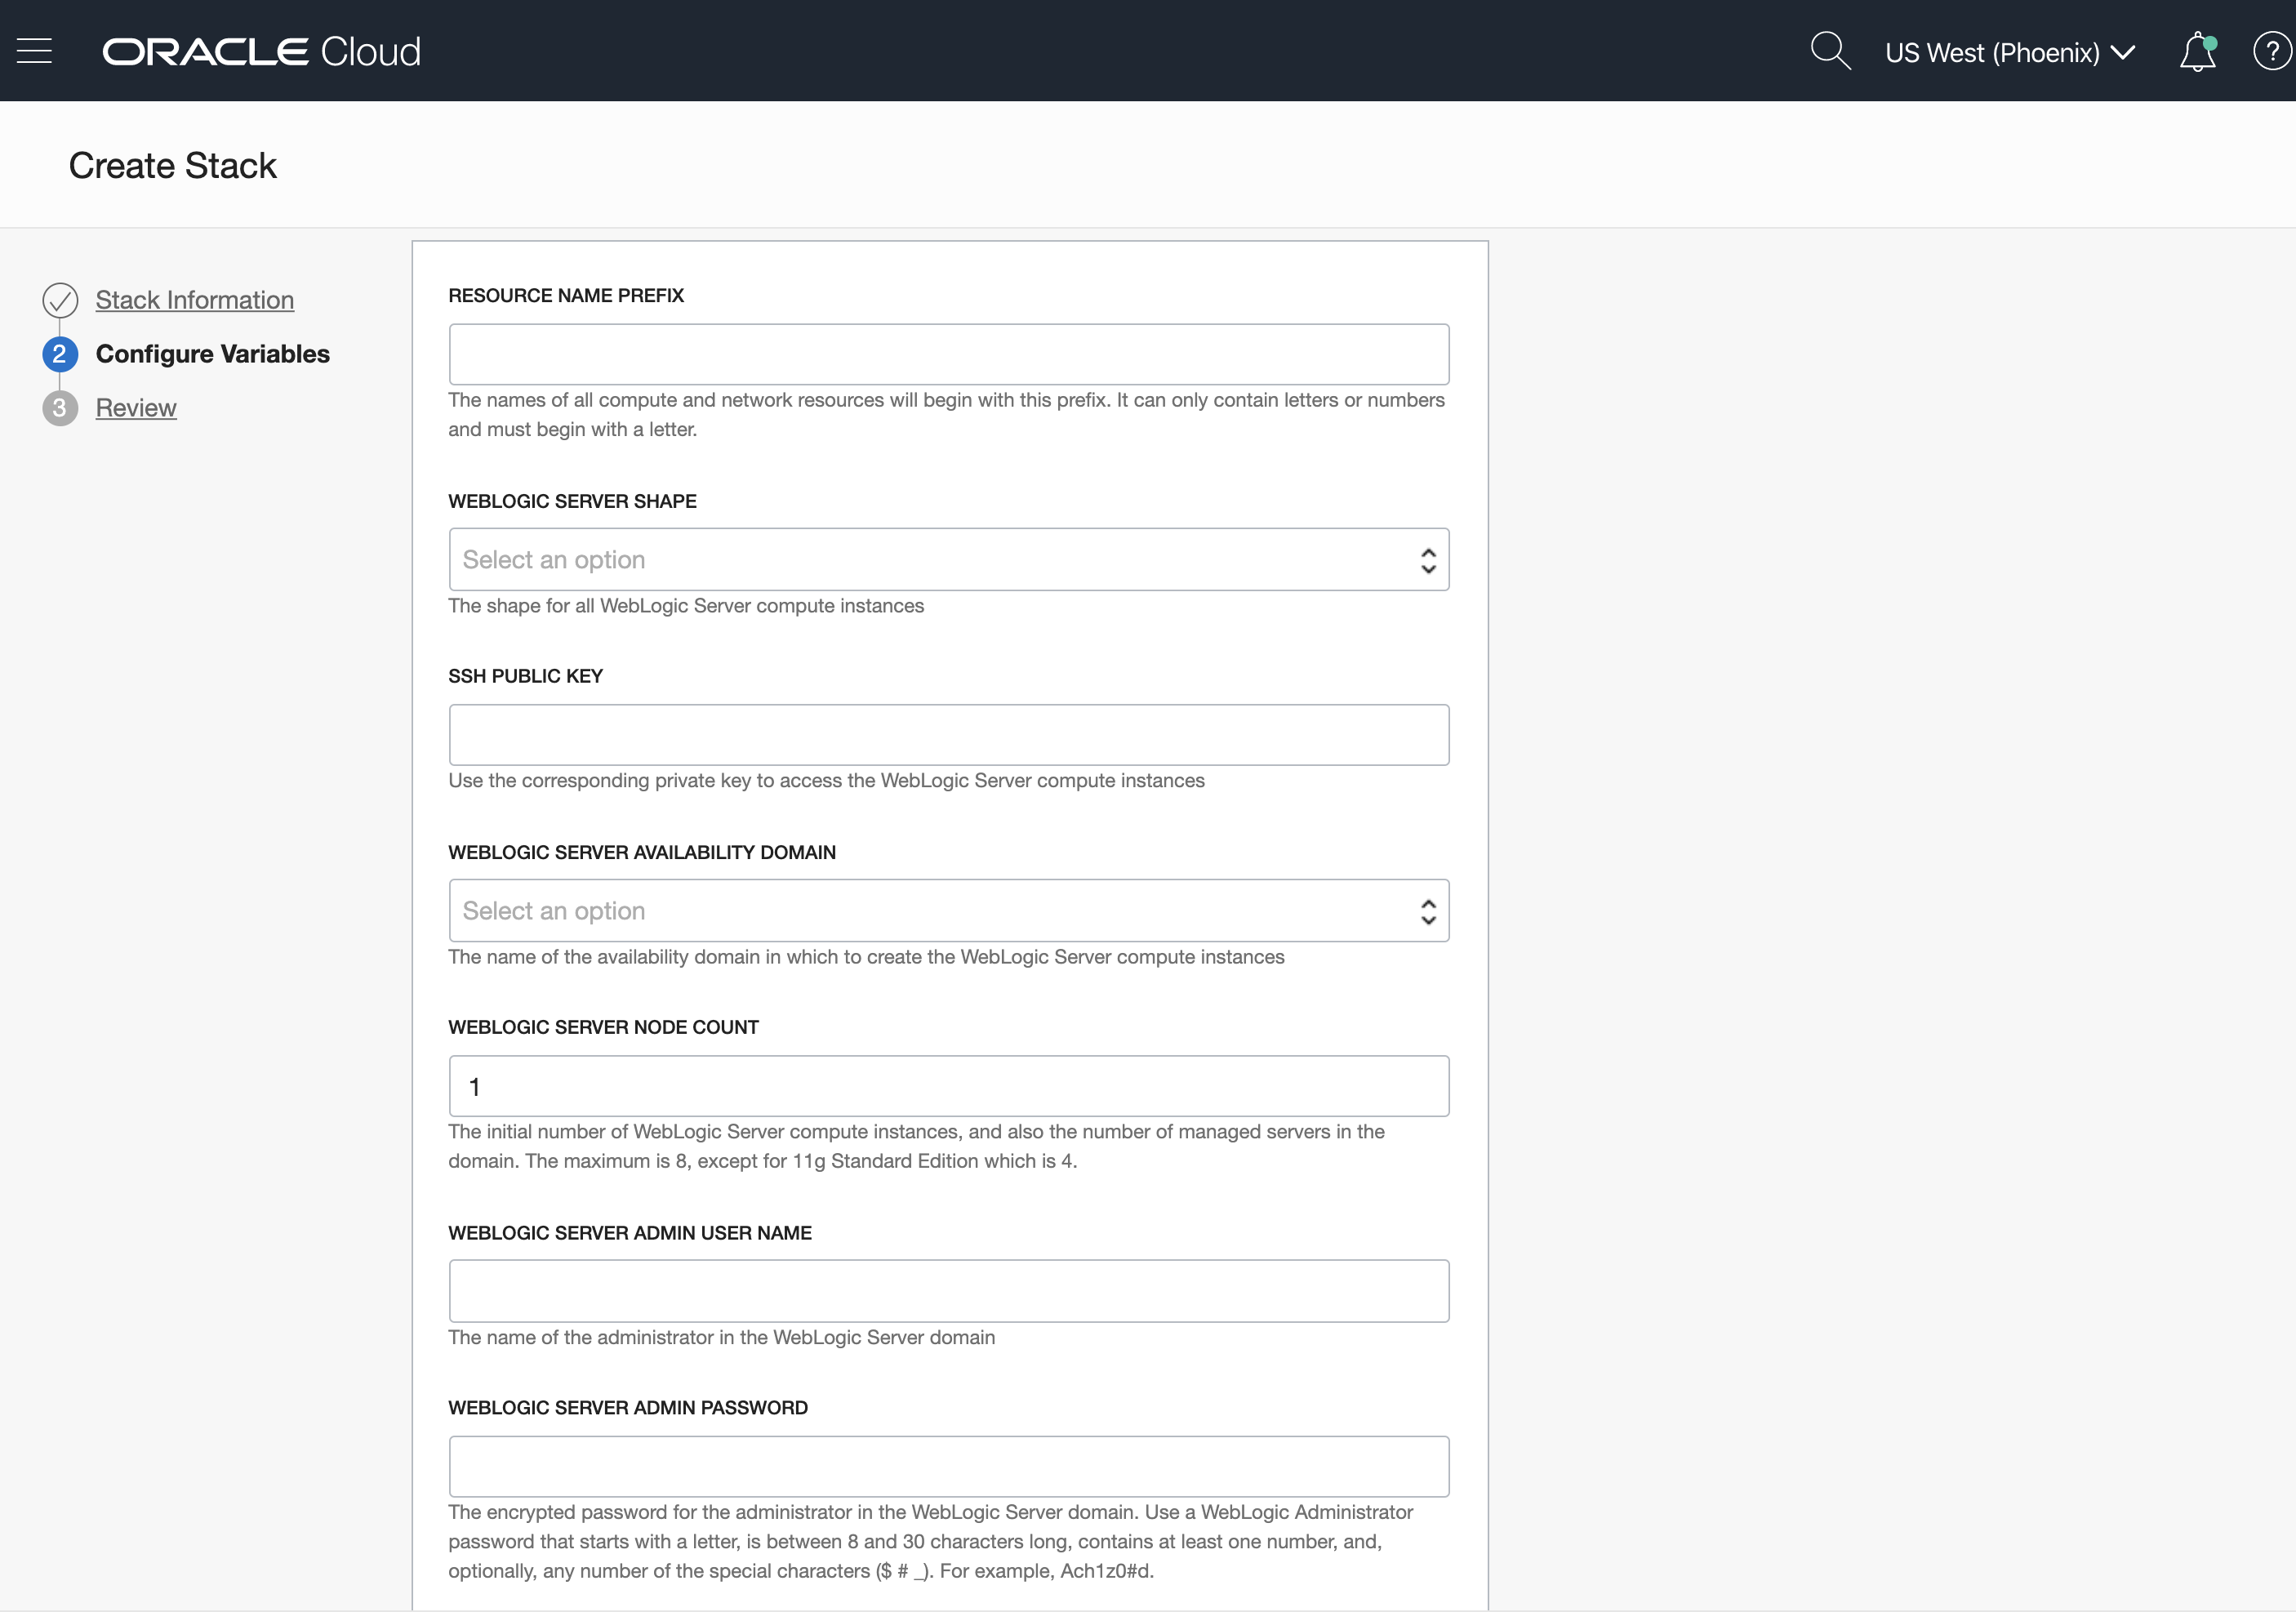 ORACLE Cloud
US West (Phoenix)
?
Create Stack
Stack Information
2 Configure Variables
3 Review
RESOURCE NAME PREFIX
The names of all compute and network resources will begin with this prefix. It can only contain letters or numbers
and must begin with a letter.
WEBLOGIC SERVER SHAPE
Select an option
The shape for all WebLogic Server compute instances
SSH PUBLIC KEY
Use the corresponding private key to access the WebLogic Server compute instances
WEBLOGIC SERVER AVAILABILITY DOMAIN
Select an option
The name of the availability domain in which to create the WebLogic Server compute instances
WEBLOGIC SERVER NODE COUNT
1
The initial number of WebLogic Server compute instances, and also the number of managed servers in the
domain. The maximum is 8, except for 11g Standard Edition which is 4.
WEBLOGIC SERVER ADMIN USER NAME
The name of the administrator in the WebLogic Server domain
WEBLOGIC SERVER ADMIN PASSWORD
The encrypted password for the administrator in the WebLogic Server domain. Use a WebLogic Administrator
password that starts with a letter, is between 8 and 30 characters long, contains at least one number, and,
optionally, any number of the special characters ($ # _). For example, Ach1z0#d.